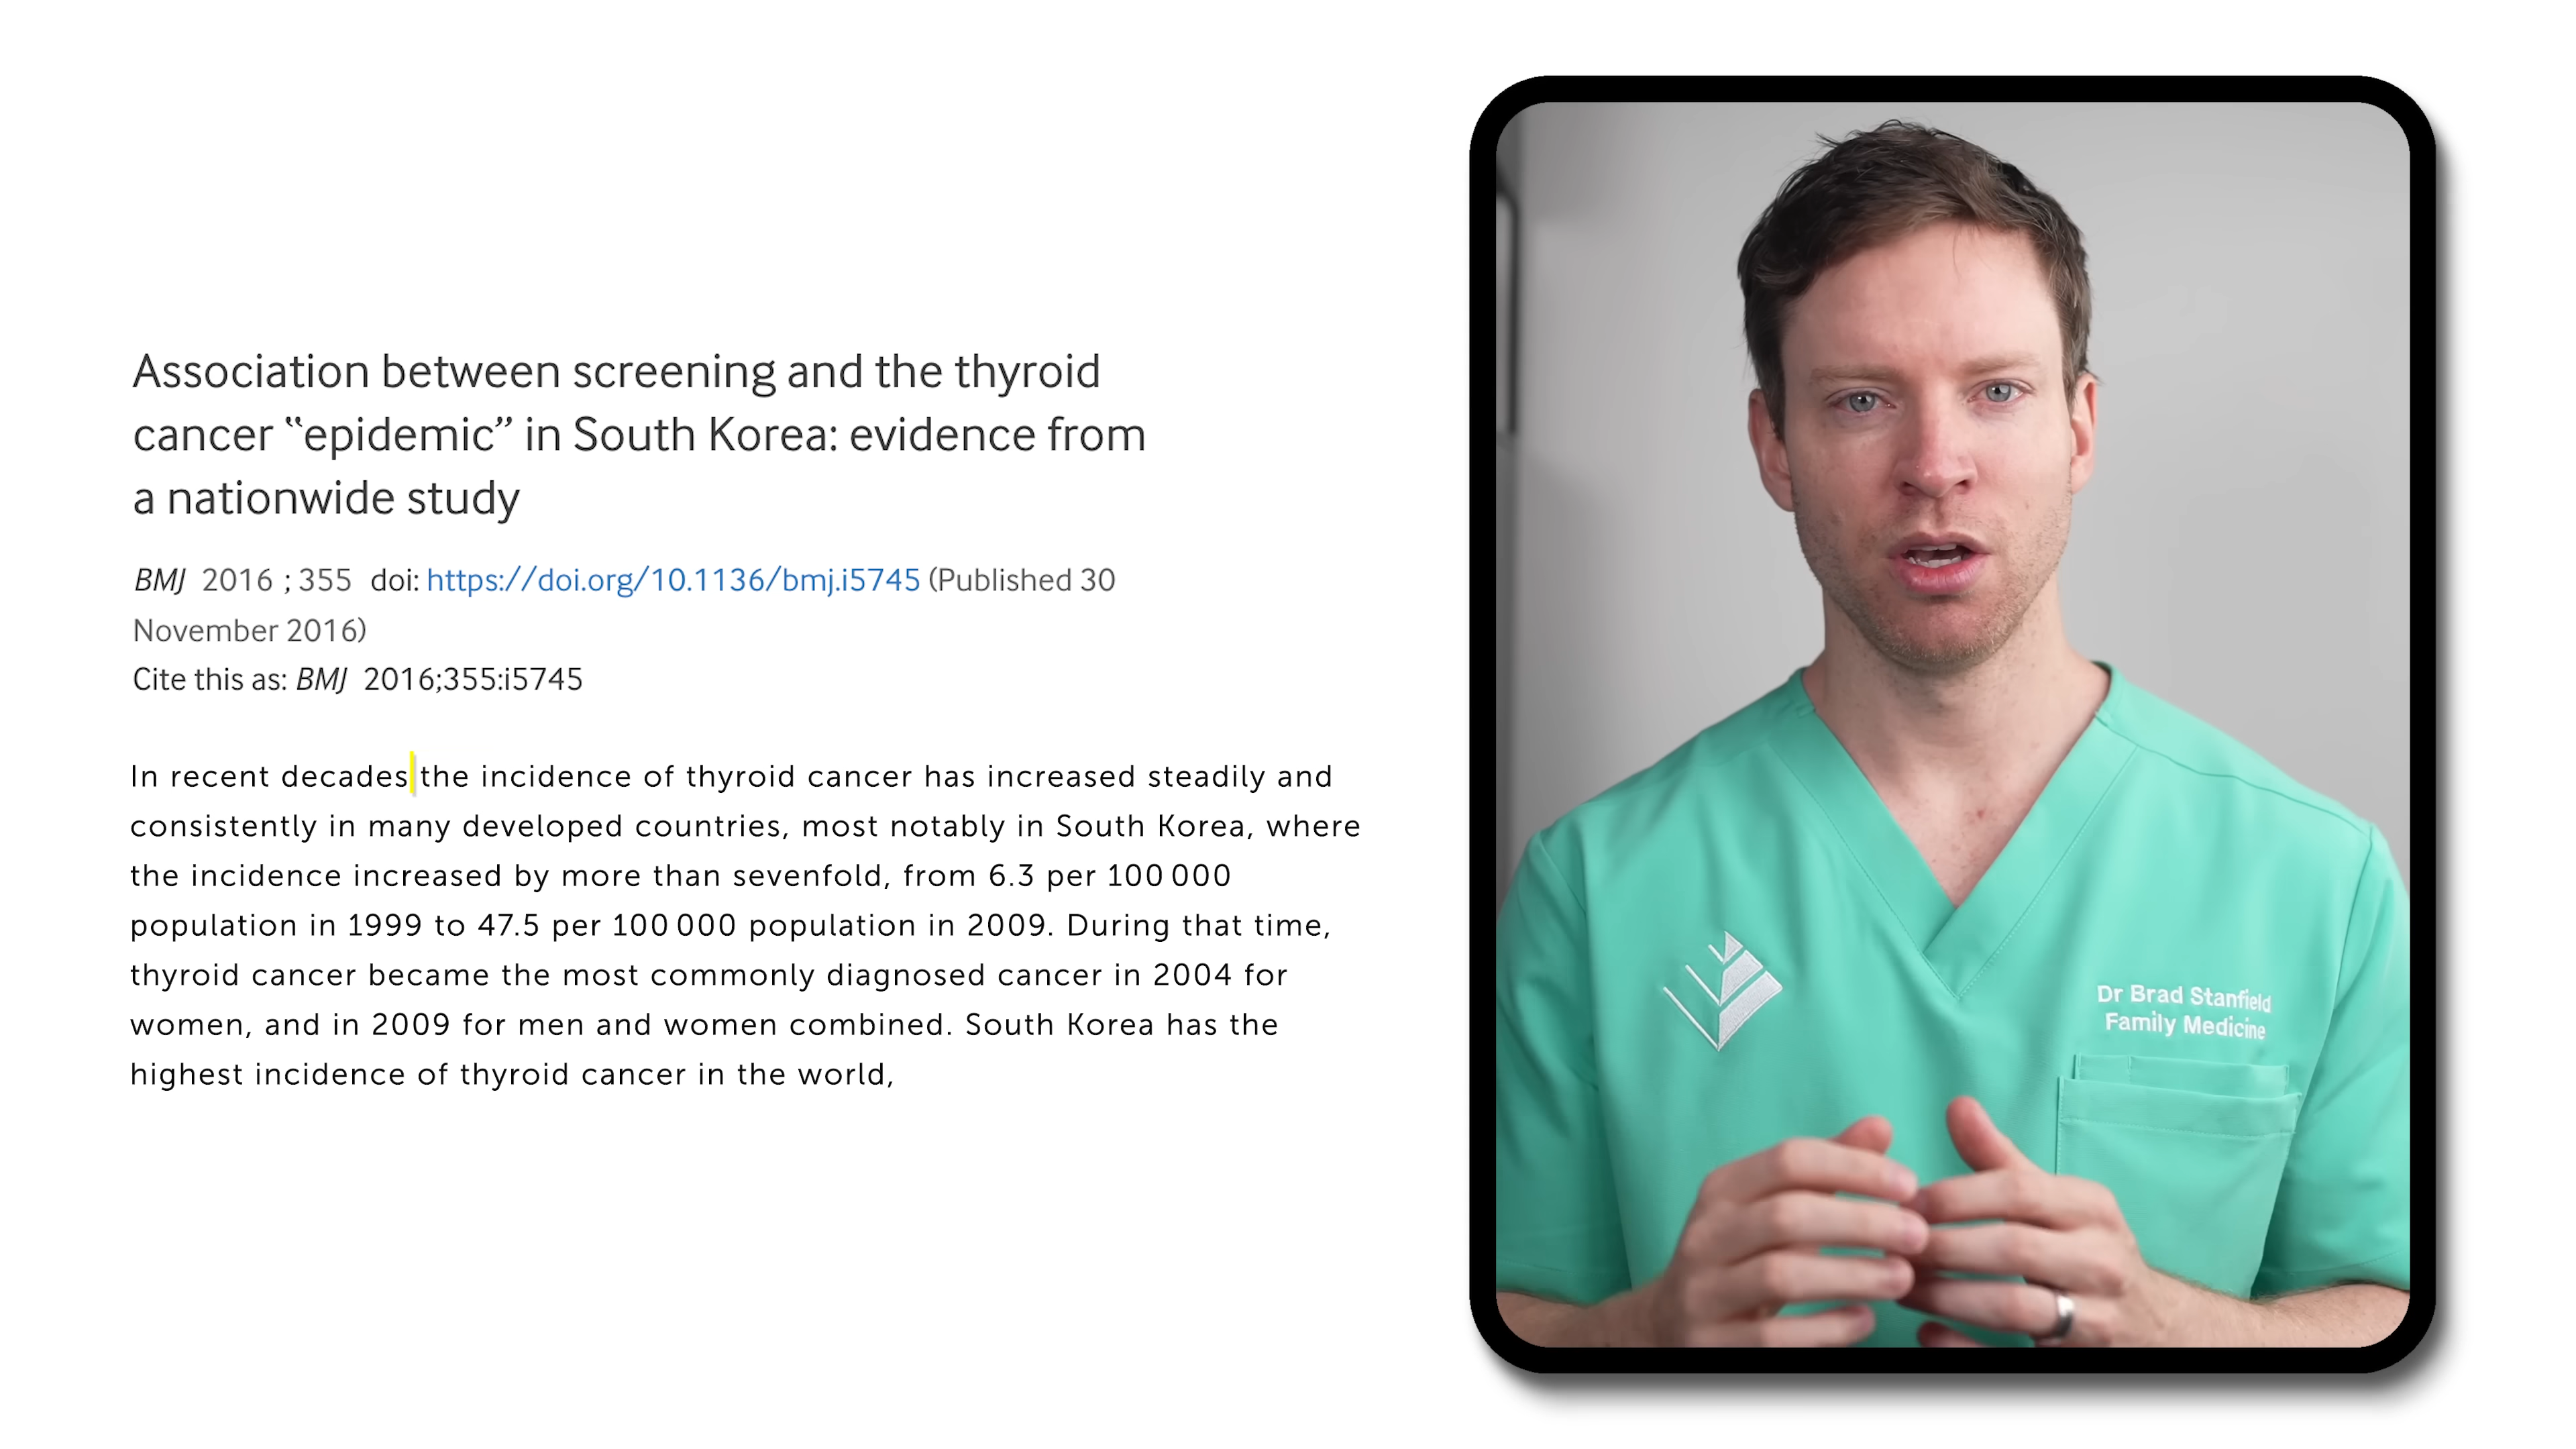 Association between screening and the thyroid
cancer “epidemic” in South Korea: evidence from
a nationwide study
BMJ 2016 ; 355 doi: https://doi.org/10.1136/bmj.i5745 (Published 30
November 2016)
Cite this as: BMJ 2016;355:i5745
In recent decades the incidence of thyroid cancer has increased steadily and
consistently in many developed countries, most notably in South Korea, where
the incidence increased by more than sevenfold, from 6.3 per 100 000
population in 1999 to 47.5 per 100 000 population in 2009. During that time,
thyroid cancer became the most commonly diagnosed cancer in 2004 for
women, and in 2009 for men and women combined. South Korea has the
highest incidence of thyroid cancer in the world,
Dr Brad Stanfield
Family Medicine